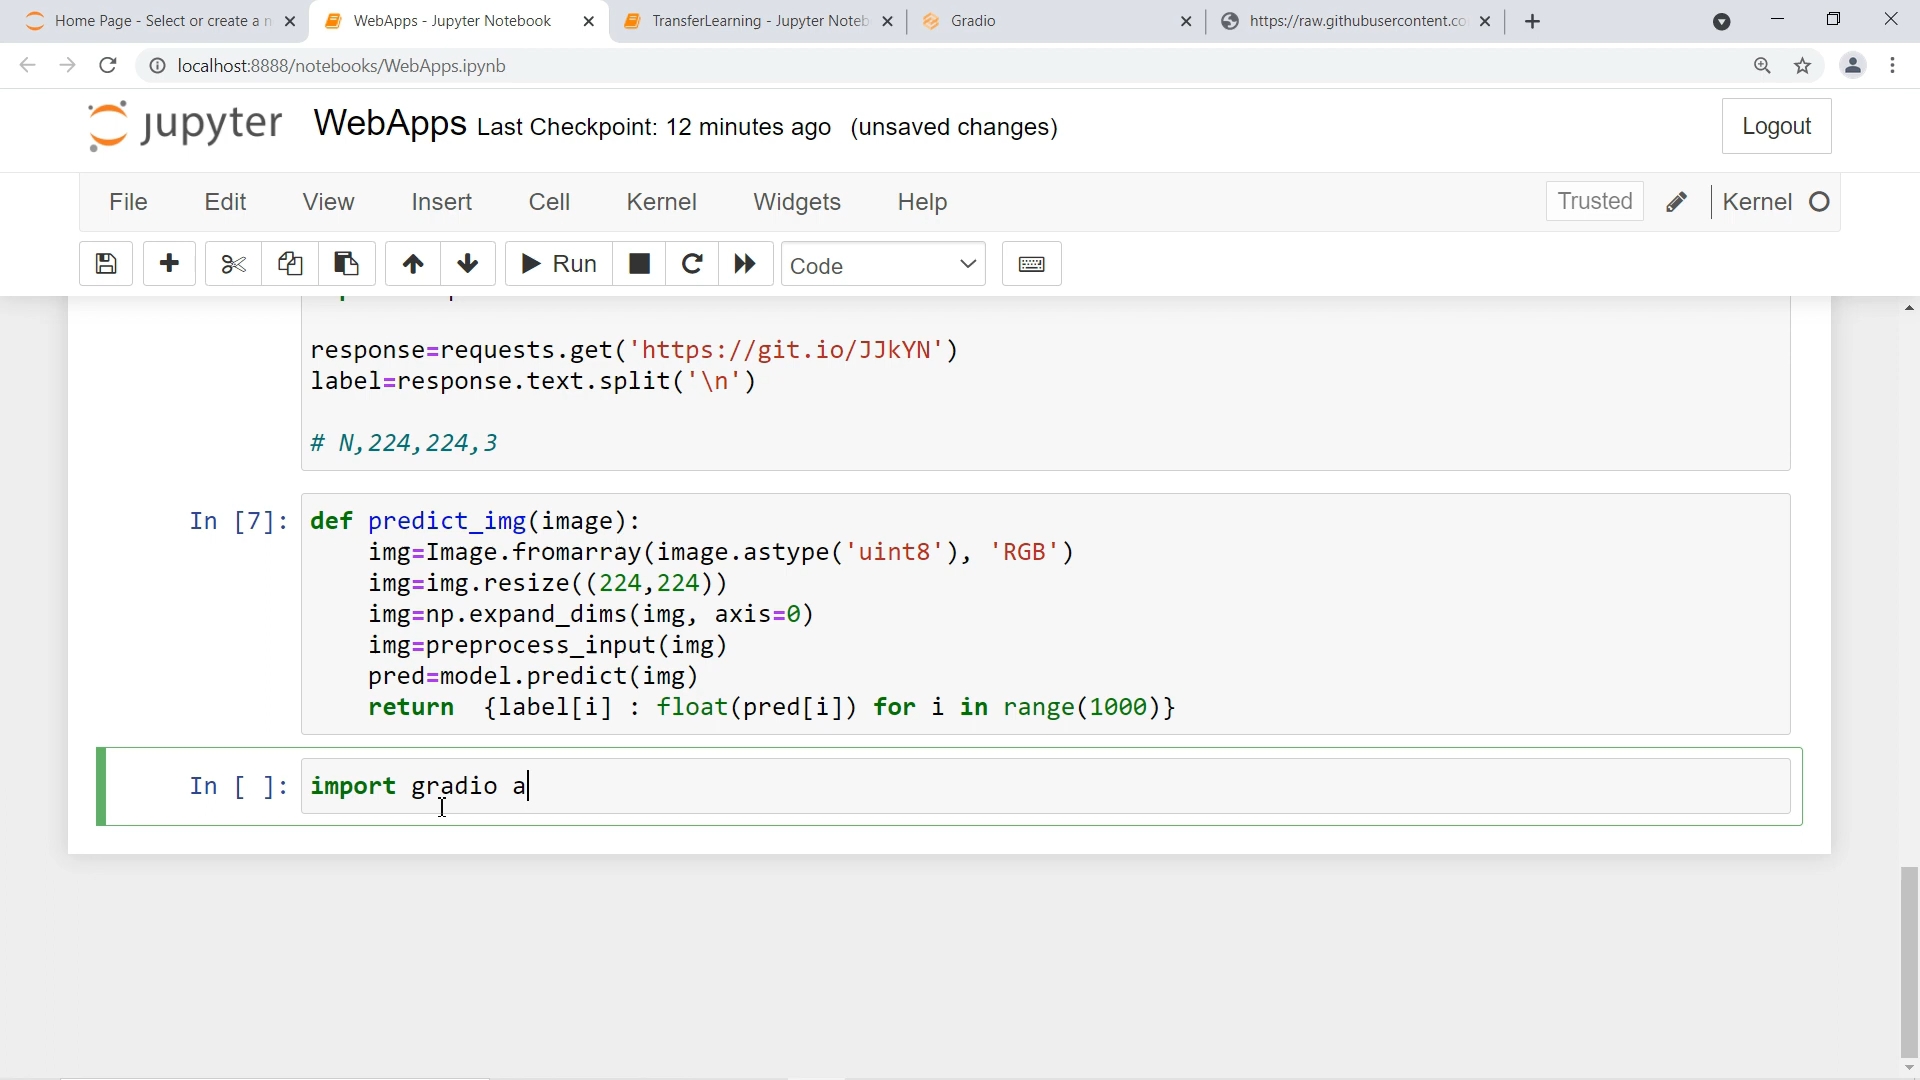 Home Page - Select or create a n
WebApps - Jupyter Notebook
TransferLearning - Jupyter Noteb
Gradio
https://raw.githubusercontent.co
localhost:8888/notebooks/WebApps.ipynb
jupyter WebApps Last Checkpoint: 12 minutes ago (unsaved changes)
Logout
File Edit View Insert Cell Kernel Widgets Help
Trusted
Kernel
Run
Code
response=requests.get('https://git.io/JJkYN')
label=response.text.split('\n')
# N,224,224,3
In [7]: def predict_img(image):
img=Image.fromarray(image.astype('uint8'), 'RGB')
img=img.resize((224,224))
img=np.expand_dims(img, axis=0)
img=preprocess_input(img)
pred=model.predict(img)
return {label[i] : float(pred[i]) for i in range(1000)}
In [ ]: import gradio a